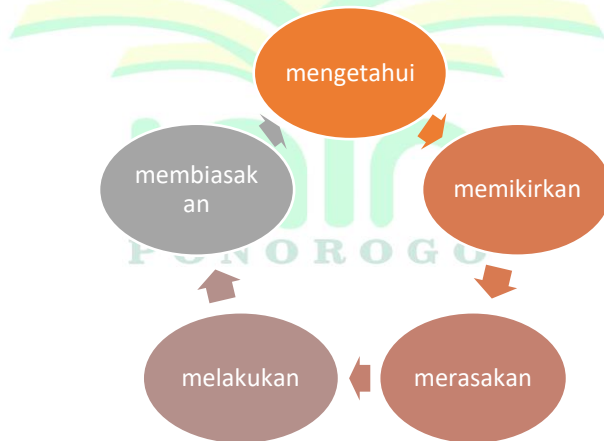 mengetahui
memikirkan
merasakan
melakukan
membiasak
an
PONOROGO